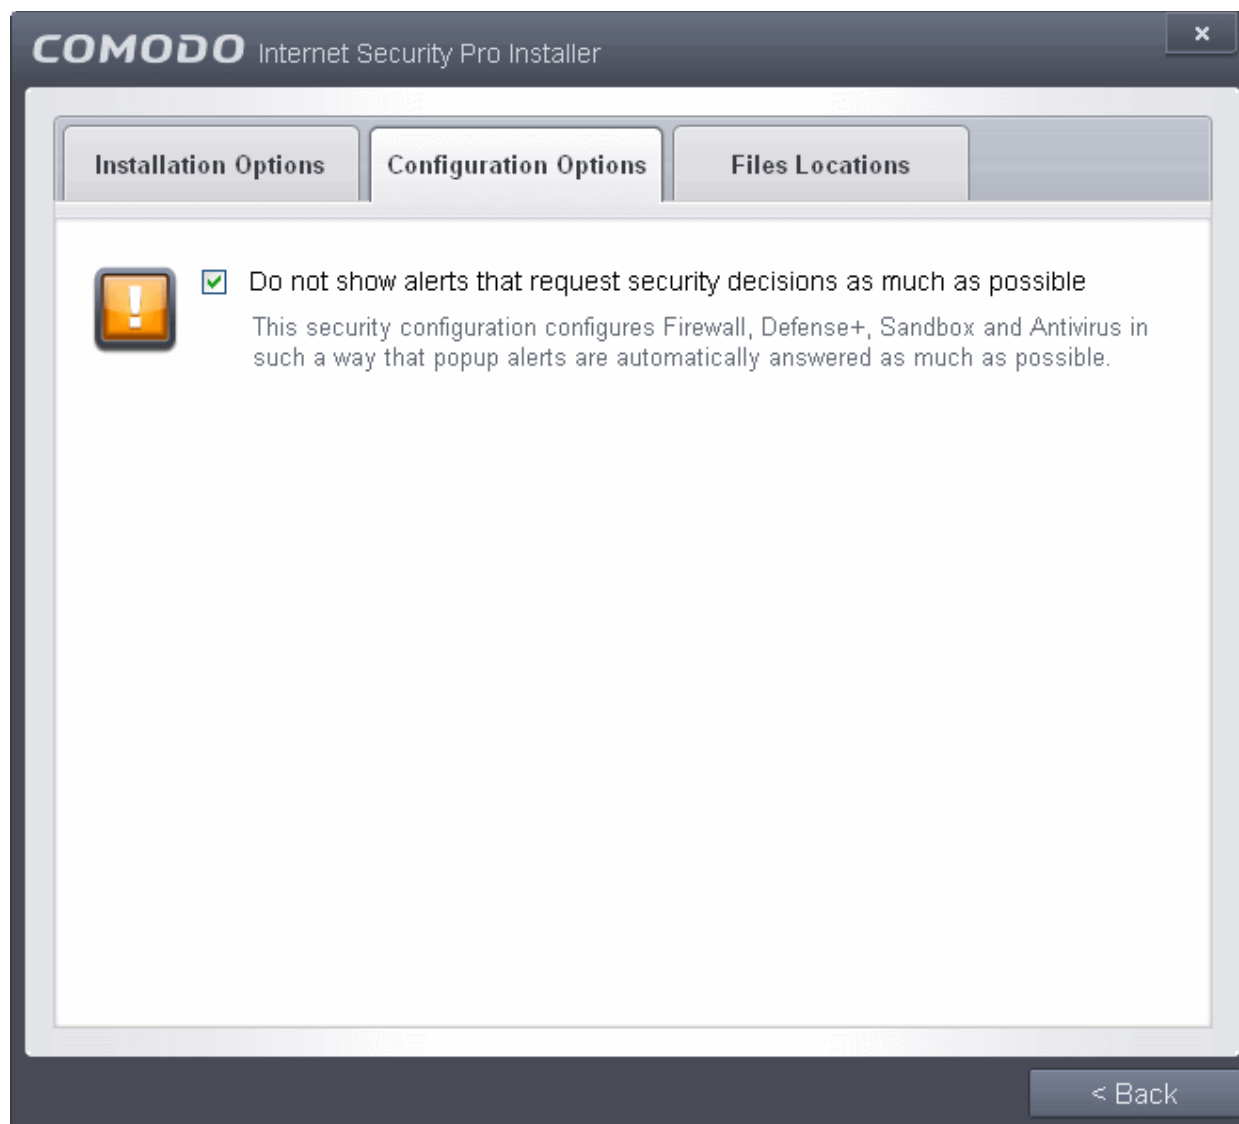 COMODO Internet Security Pro Installer
Installation Options
Configuration Options
Files Locations
Do not show alerts that request security decisions as much as possible
This security configuration configures Firewall, Defense+, Sandbox and Antivirus in
such a way that popup alerts are automatically answered as much as possible.
< Back